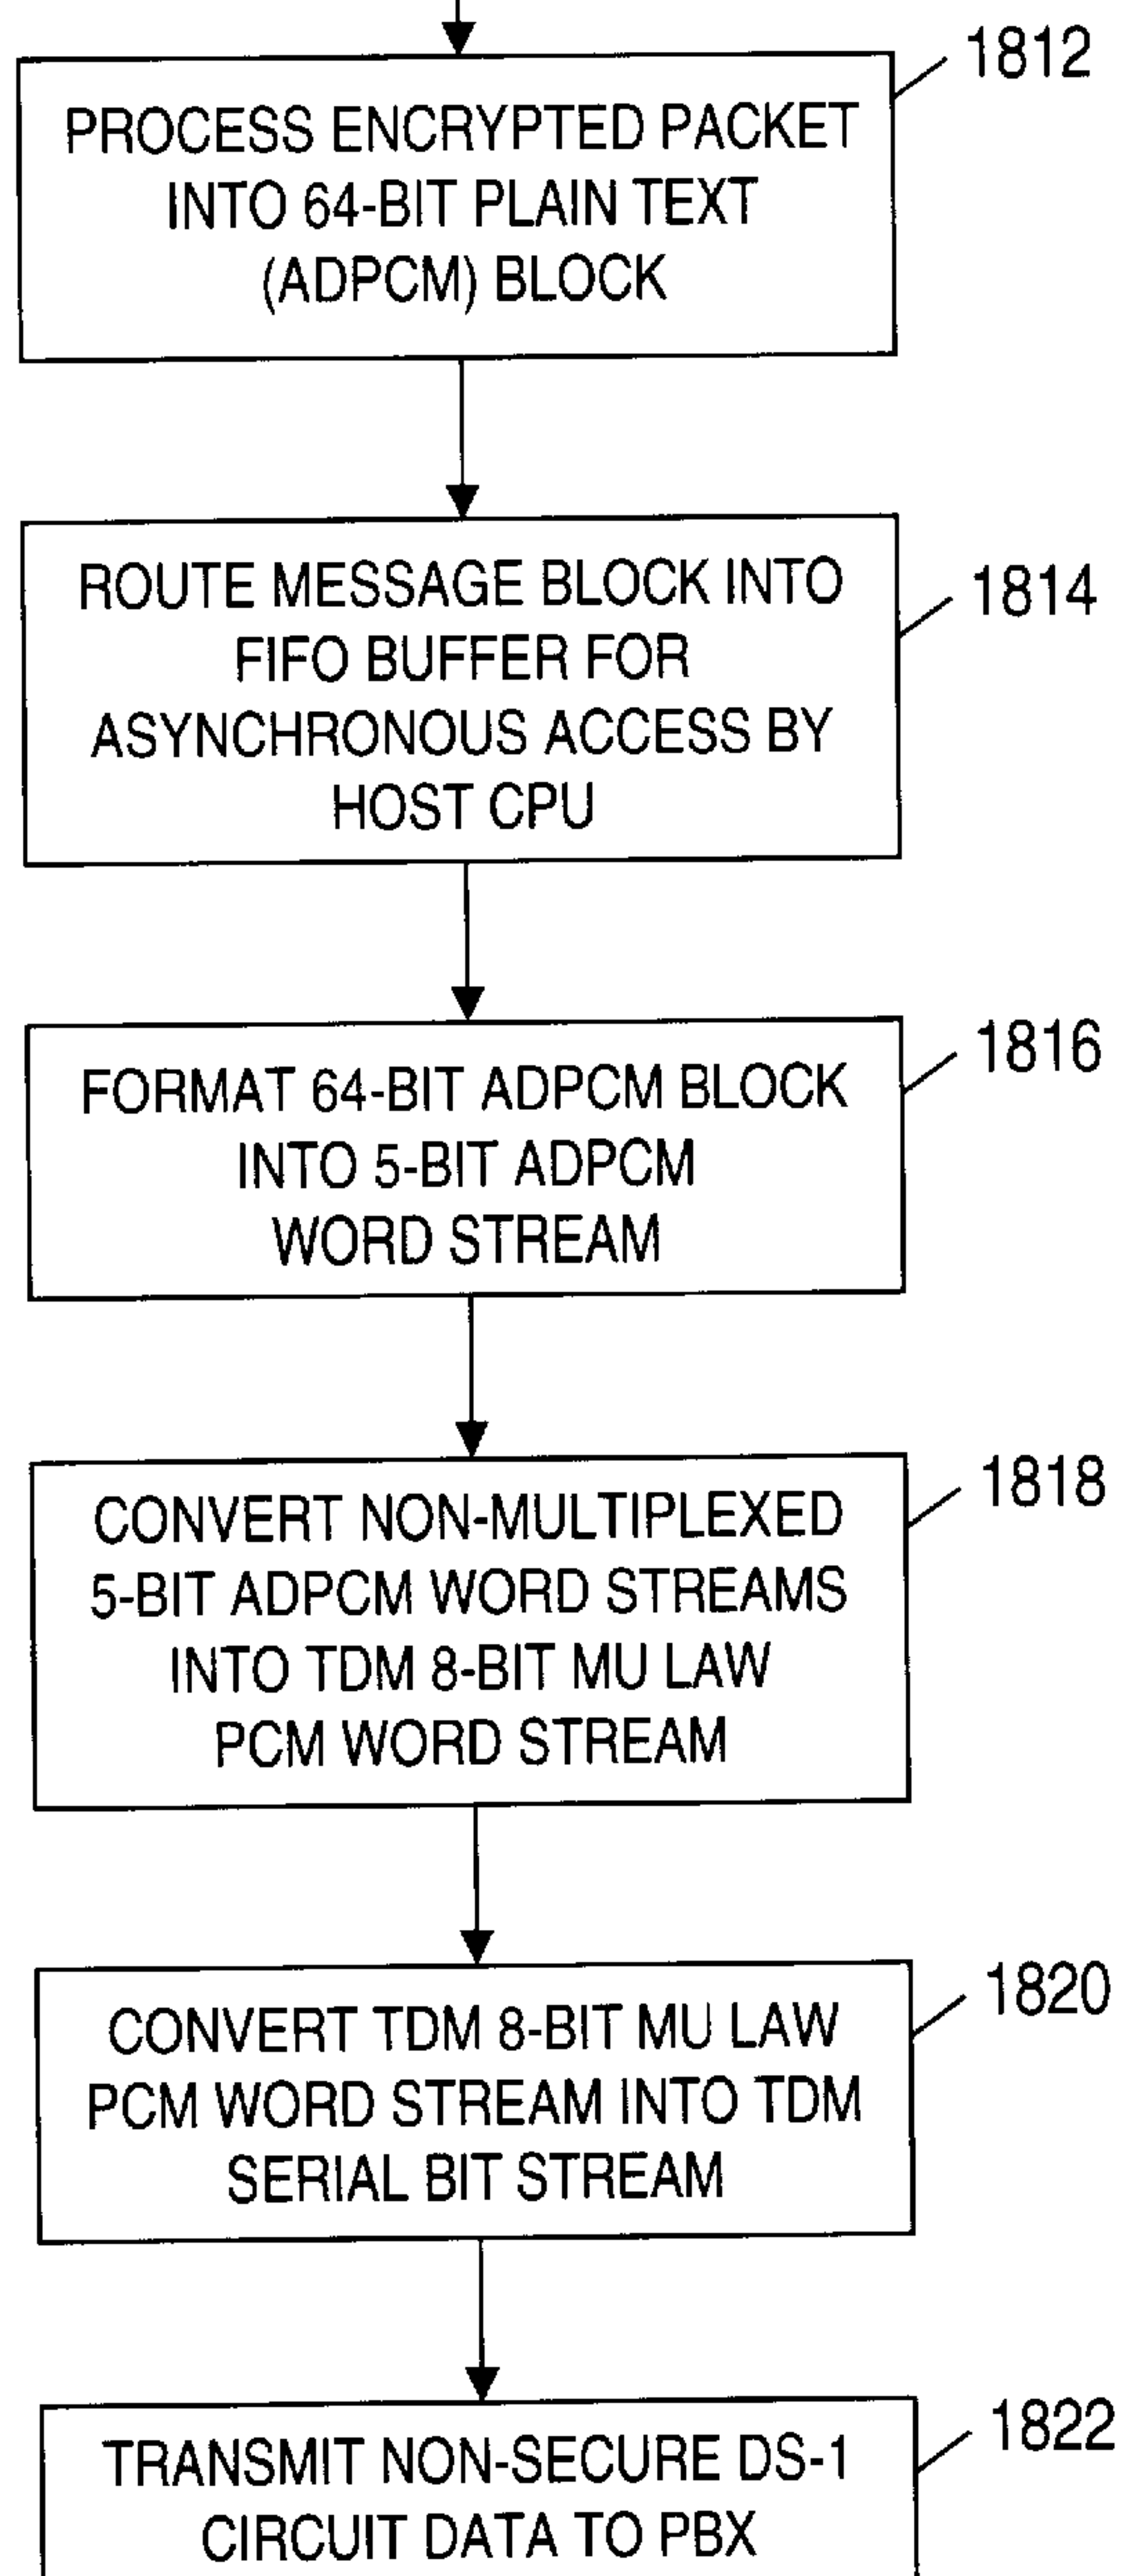 1812
PROCESS ENCRYPTED PACKET
INTO 64-BIT PLAIN TEXT
(ADPCM) BLOCK
1814
ROUTE MESSAGE BLOCK INTO
FIFO BUFFER FOR
ASYNCHRONOUS ACCESS BY
HOST CPU
1816
FORMAT 64-BIT ADPCM BLOCK
INTO 5-BIT ADPCM
WORD STREAM
1818
CONVERT NON-MULTIPLEXED
5-BIT ADPCM WORD STREAMS
INTO TDM 8-BIT MU LAW
PCM WORD STREAM
1820
CONVERT TDM 8-BIT MU LAW
PCM WORD STREAM INTO TDM
SERIAL BIT STREAM
1822
TRANSMIT NON-SECURE DS-1
CIRCUIT DATA TO PBX